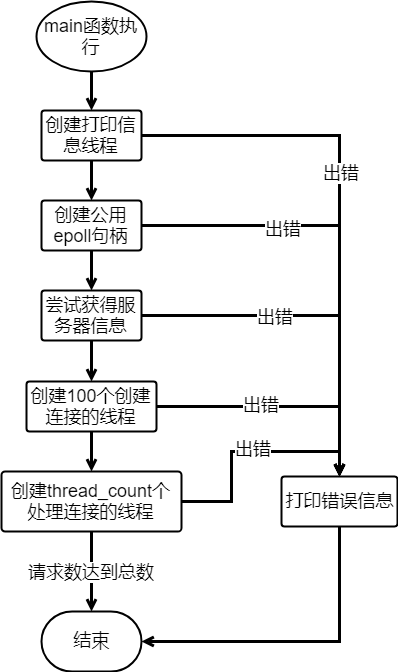 main函数执
行
创建打印信
息线程
出错
创建公用
epoll句柄
出错
尝试获得服
务器信息
出错
创建100个创建
连接的线程
出错
出错
创建thread_count个
处理连接的线程
打印错误信息
请求数达到总数
结束